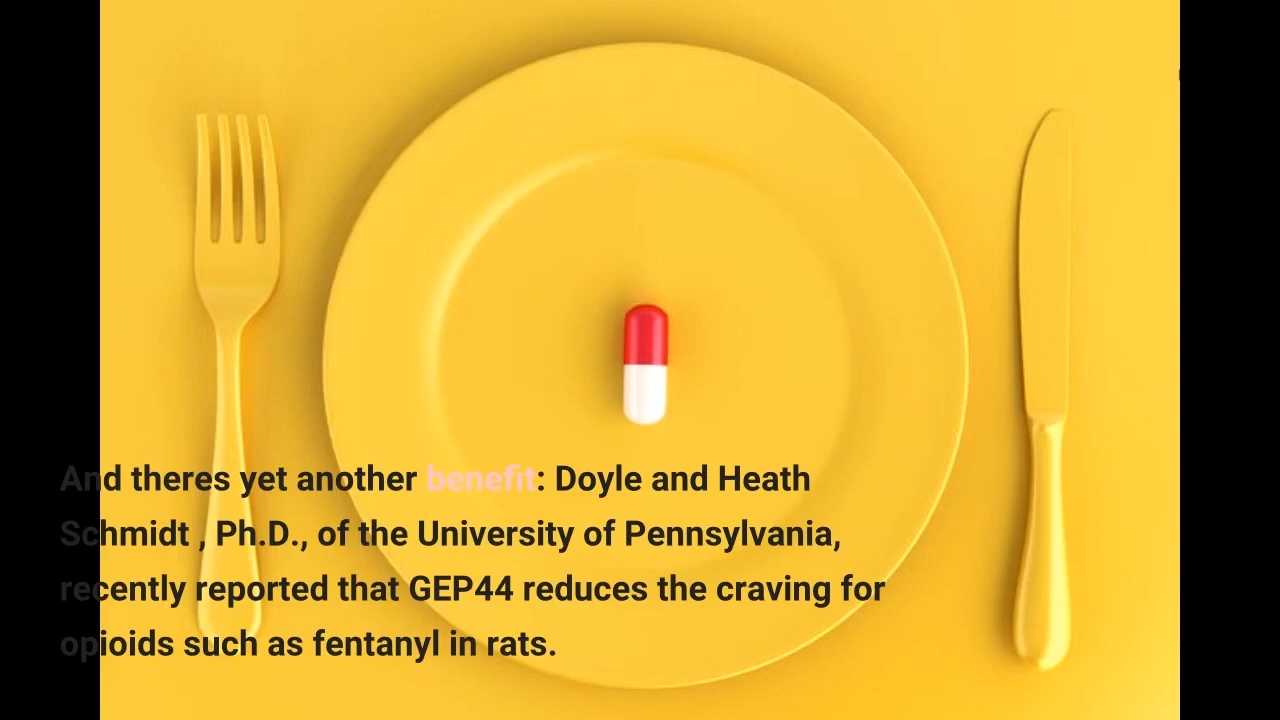 And theres yet another benefit: Doyle and Heath
Schmidt , Ph.D., of the University of Pennsylvania,
recently reported that GEP44 reduces the craving for
opioids such as fentanyl in rats.